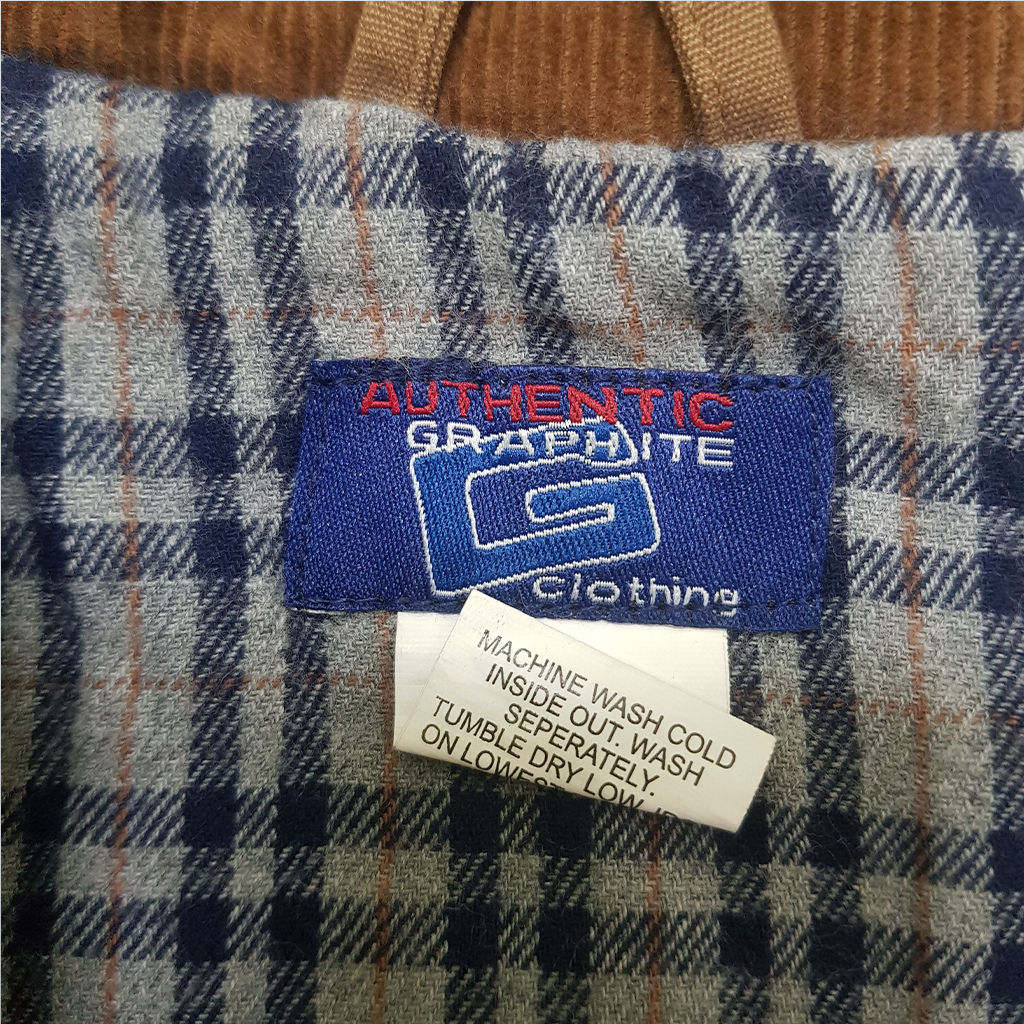 AUTHENTIC
GRAPHITE
clothing
MACHINE WASH COLD
INSIDE OUT. WASH
SEPERATELY.
TUMBLE DRY LOW.
ON LOWEST